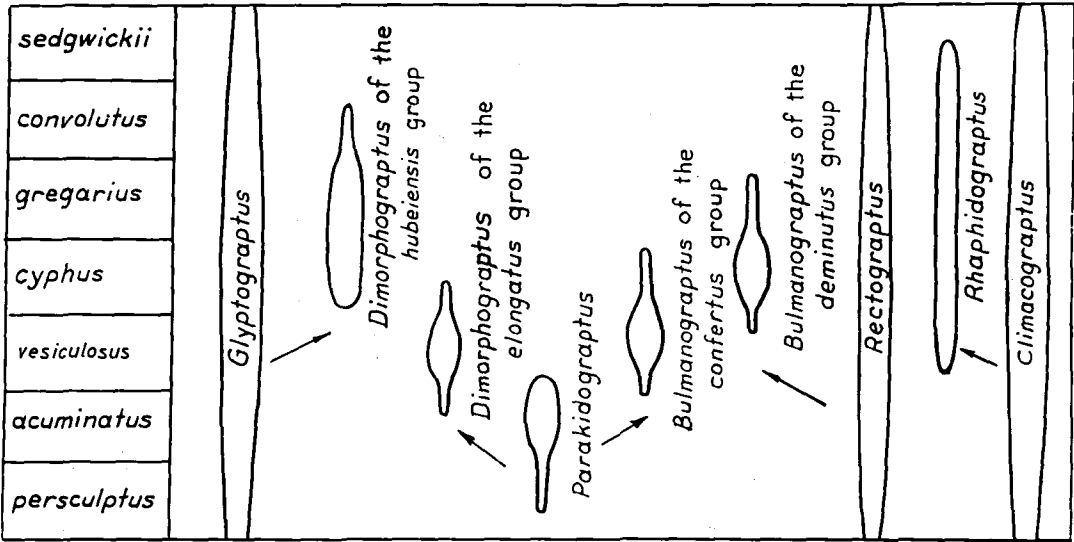 sedgwickii
convolutus
gregarius
cyphus
vesiculosus
acuminatus
persculptus
Glyptograptus
Dimorphograptus of the
hubeiensis group
Dimorphograptus of the
elongatus group
Parakidograptus
Bulmanograptus of the
confertus group
Bulmanograptus of the
deminutus group
Rectograptus
Rhaphidograptus
Climacograptus